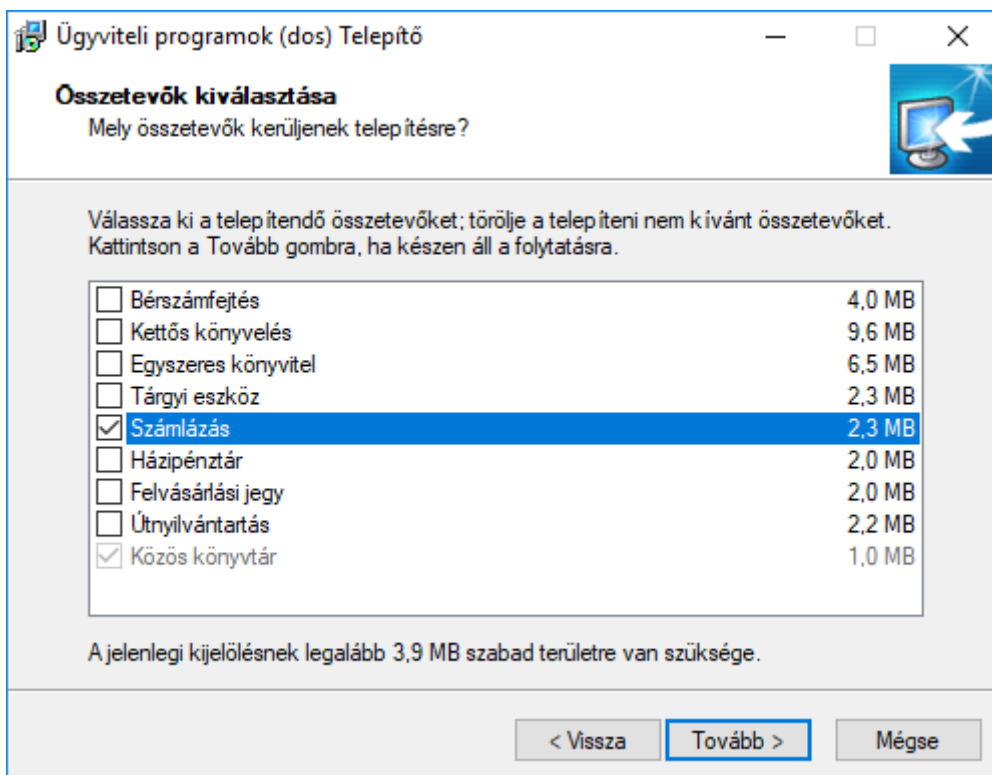 Ügyviteli programok (dos) Telepítő
Összetevők kiválasztása
Mely összetevők kerüljenek telepítésre?
Válassza ki a telepítendő összetevőket; törölje a telepíteni nem kívánt összetevőket.
Kattintson a Tovább gombra, ha készen áll a folytatásra.
Bérszámfejtés 4,0 MB
Kettős könyvelés 9,6 MB
Egyszeres könyvitel 6,5 MB
Tárgyi eszköz 2,3 MB
Számlázás 2,3 MB
Házipénztár 2,0 MB
Felvásárlási jegy 2,0 MB
Útnyilvántartás 2,2 MB
Közös könyvtár 1,0 MB
A jelenlegi kijelölésnek legalább 3,9 MB szabad területre van szüksége.
< Vissza Tovább > Mégse